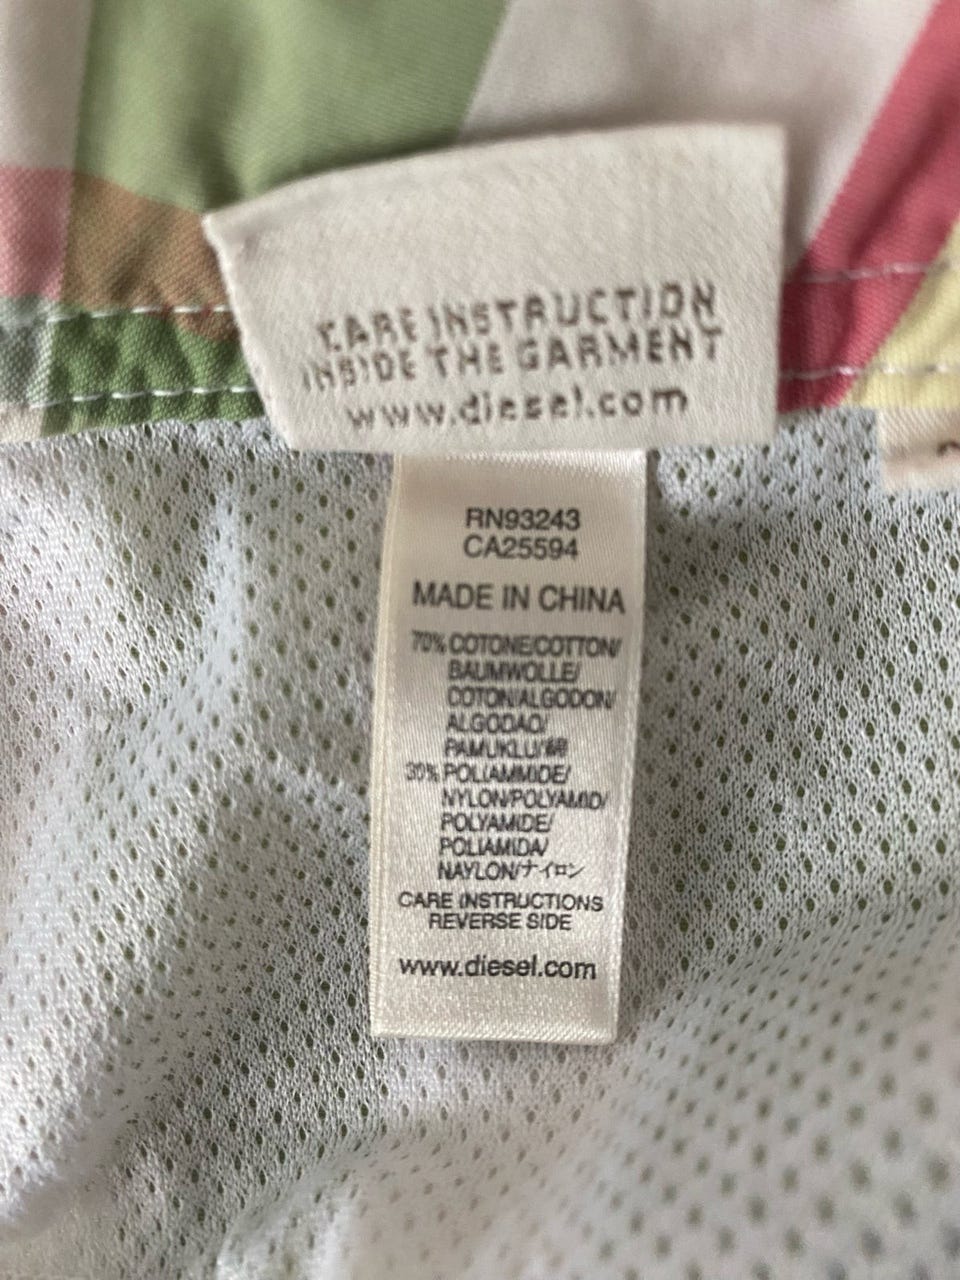 CARE INSTRUCTION
INSIDE THE GARMENT
www.diesel.com
RN93243
CA25594
MADE IN CHINA
70% COTONE/COTTON/
BAUMWOLLE/
COTON/ALGODON/
ALGODAO/
PAMUKLU/綿
30% POLIAMMIDE/
NYLON/POLYAMID/
POLYAMIDE/
POLIAMIDA/
NAYLON/ナイロン
CARE INSTRUCTIONS
REVERSE SIDE
www.diesel.com